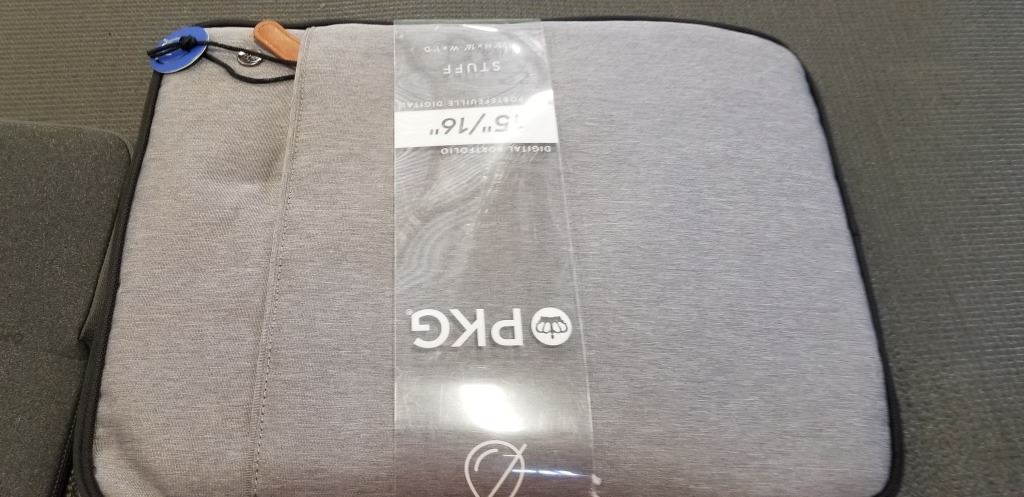 PKG
DIGITAL PORTFOLIO
15"/16"
PORTEFEUILLE DIGITAL
STUFF